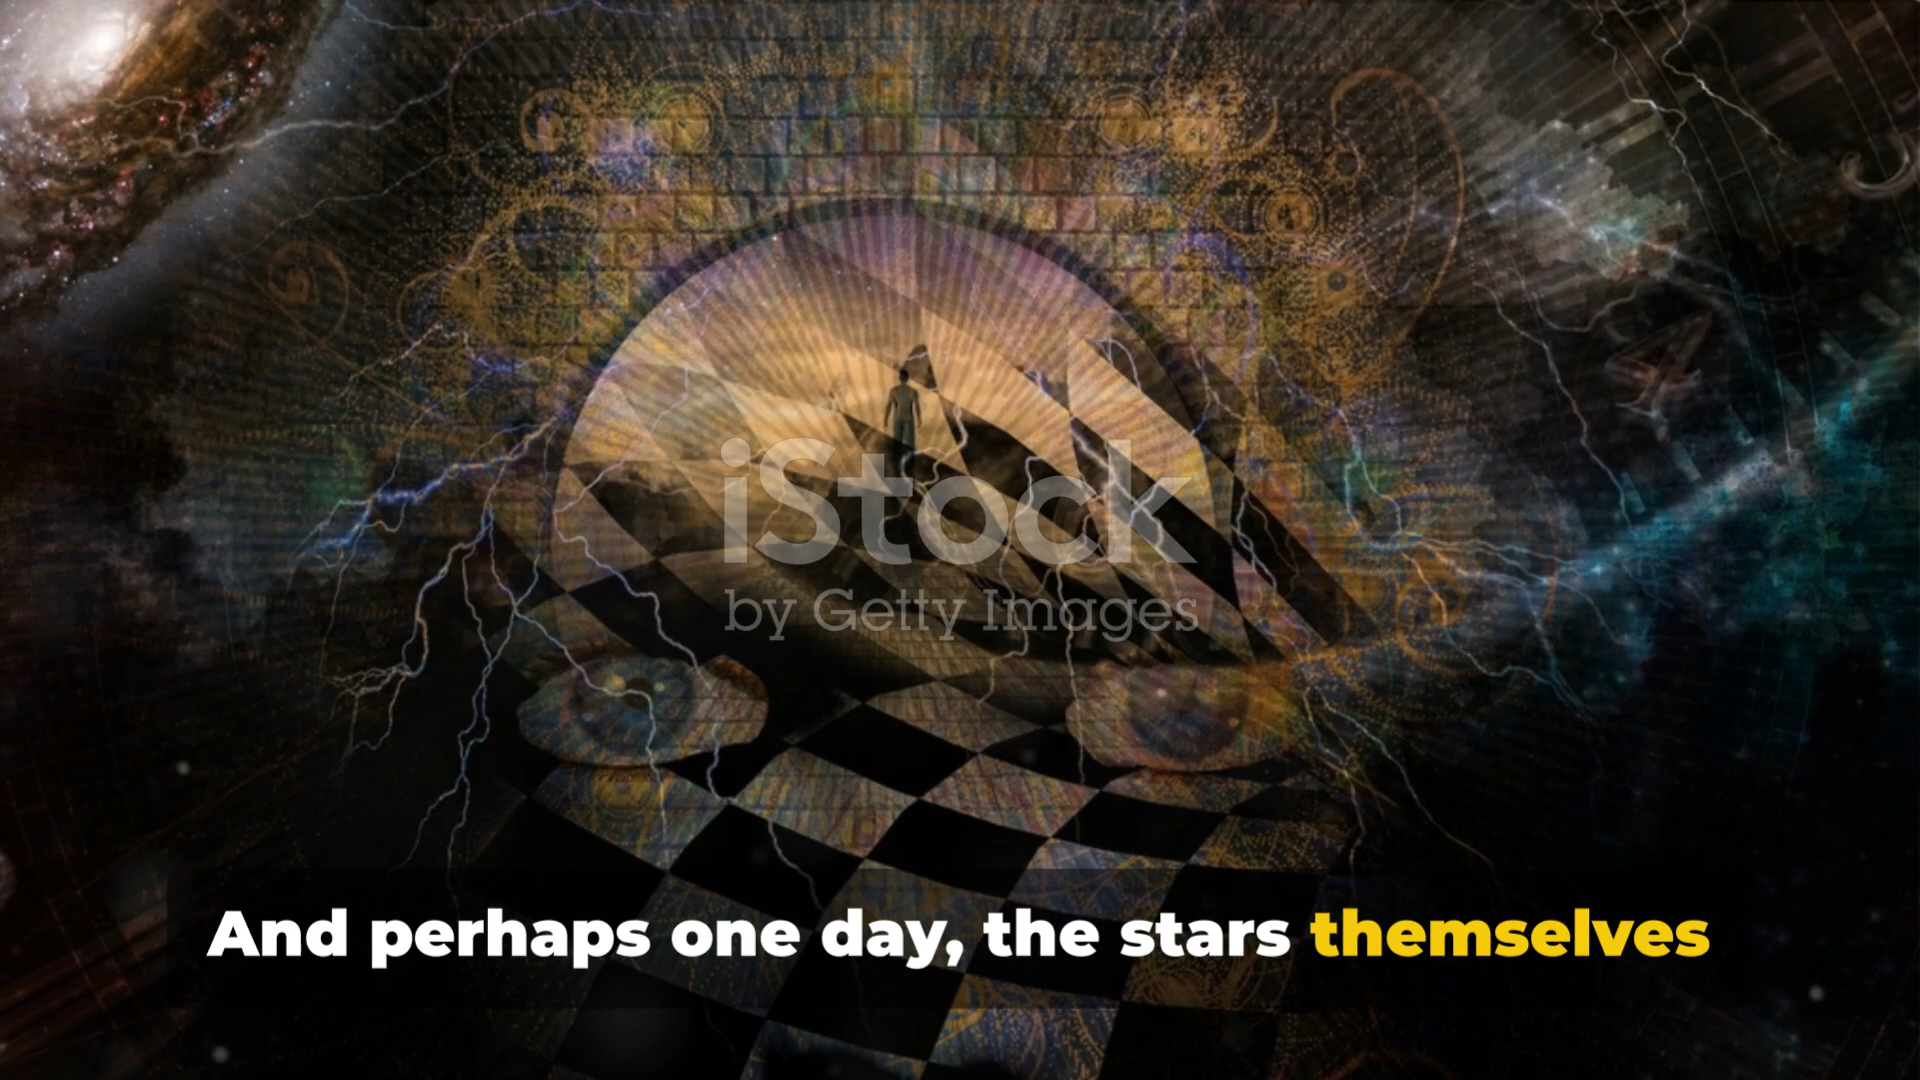 iStock
by Getty Images
And perhaps one day, the stars themselves